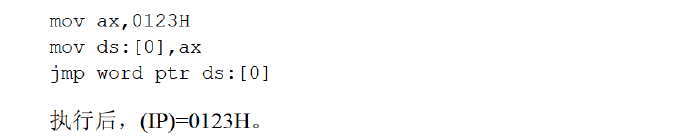 mov ax,0123H
mov ds:[0],ax
jmp word ptr ds:[0]
执行后，(IP)=0123H。